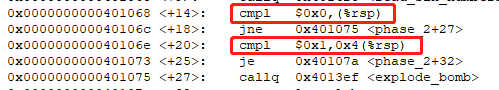 0x0000000000401068 <+14>: cmpl $0x0,(%rsp)
0x000000000040106c <+18>: jne 0x401075 <phase_2+27>
0x000000000040106e <+20>: cmpl $0x1,0x4(%rsp)
0x0000000000401073 <+25>: je 0x40107a <phase_2+32>
0x0000000000401075 <+27>: callq 0x4013ef <explode_bomb>